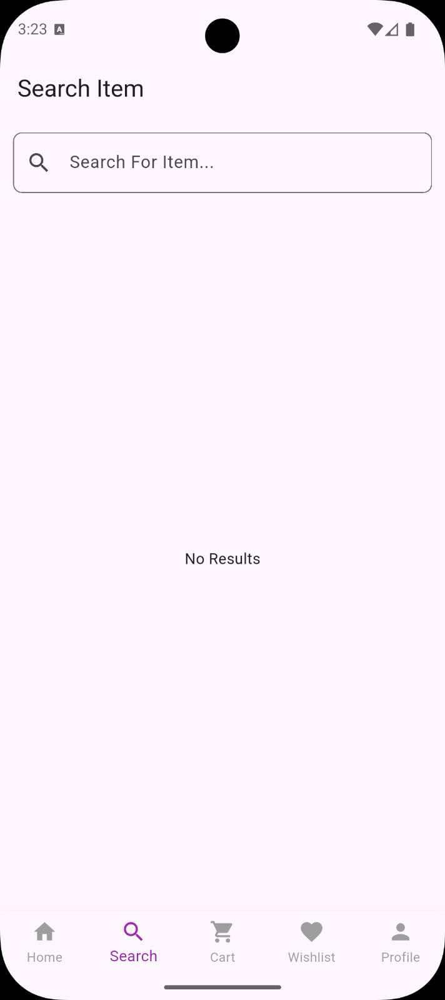 3:23
Search Item
Search For Item...
No Results
Home
Search
Cart
Wishlist
Profile